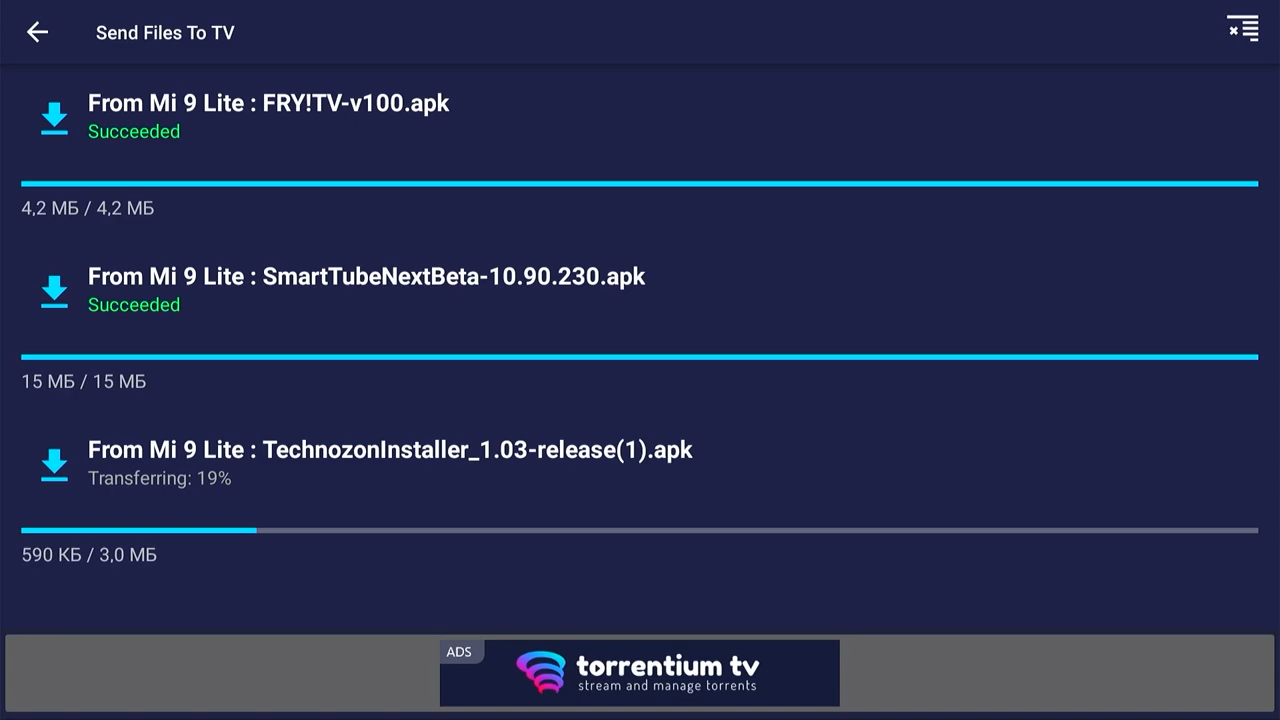 Send Files To TV
From Mi 9 Lite : FRY!TV-v100.apk
Succeeded
4,2 МБ / 4,2 МБ
From Mi 9 Lite : SmartTubeNextBeta-10.90.230.apk
Succeeded
15 МБ / 15 МБ
From Mi 9 Lite : TechnozonInstaller_1.03-release(1).apk
Transferring: 19%
590 КБ / 3,0 МБ
ADS
torrentium tv
stream and manage torrents